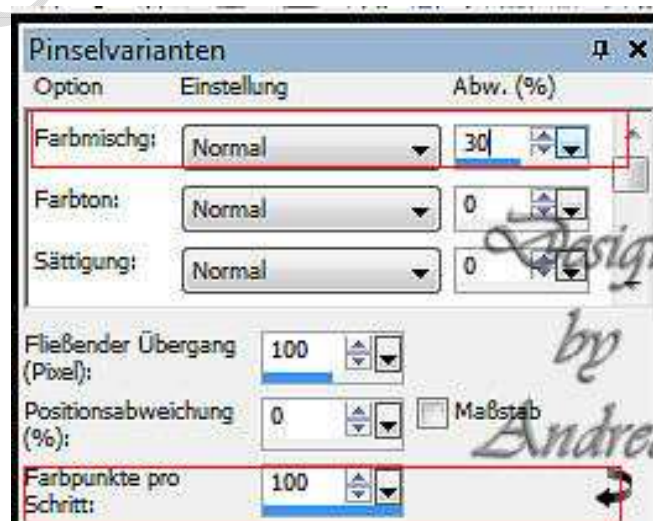 Pinselvarianten
Option Einstellung Abw. (%)
Farbmischg: Normal 30
Farbton: Normal 0
Sättigung: Normal 0
Fließender Übergang (Pixel): 100
Positionsabweichung (%): 0 Maßstab
Farbpunkte pro Schritt: 100
Design
by
Andrea